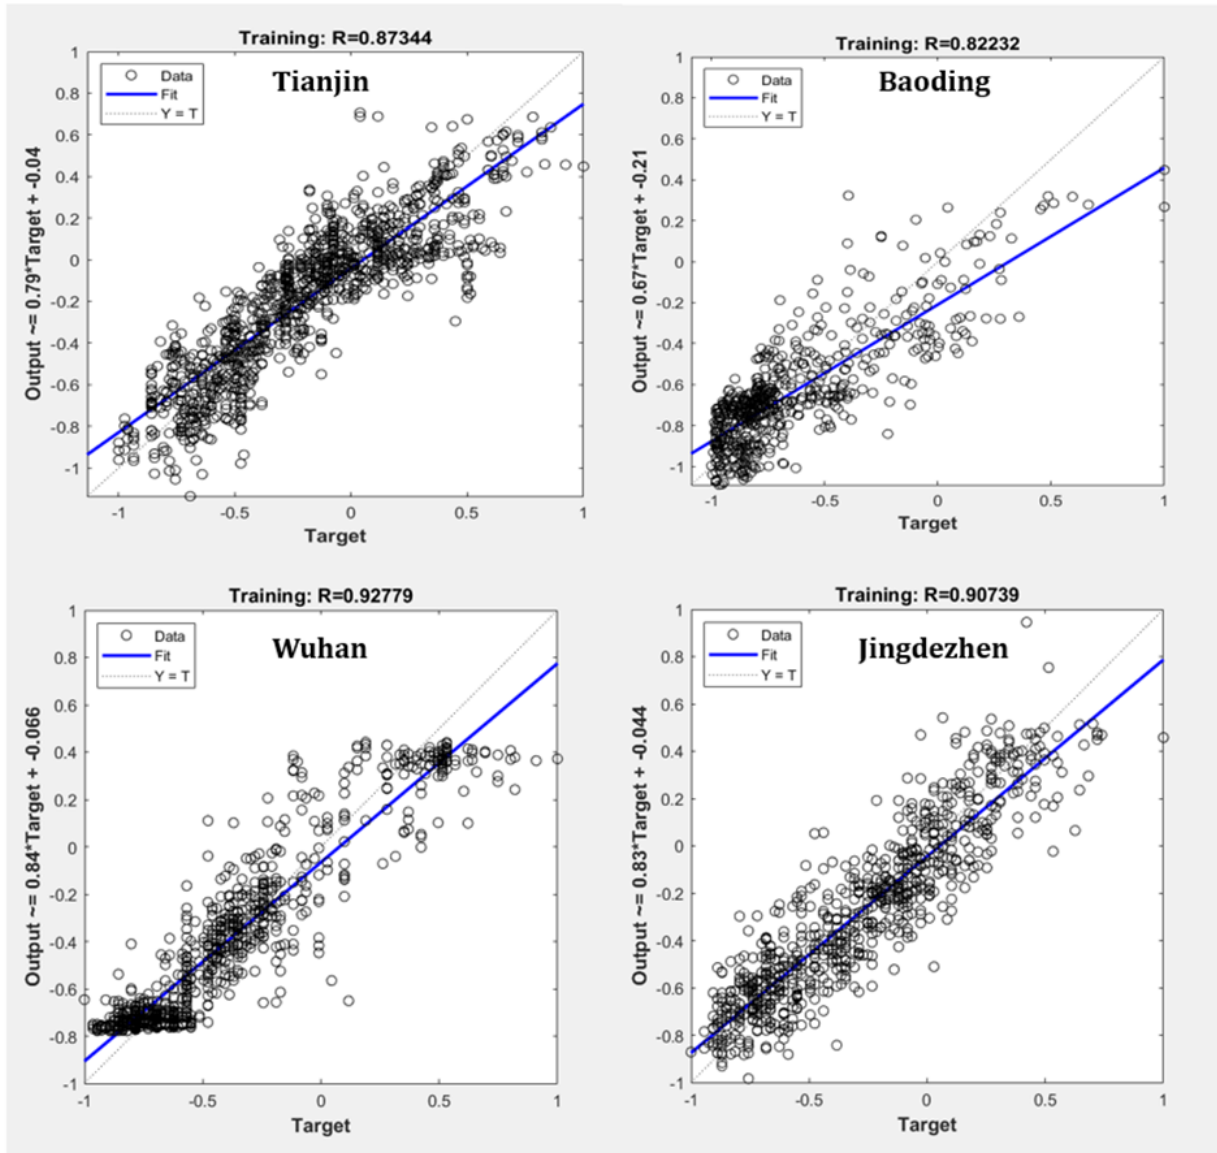 Training: R=0.87344
Tianjin
Data
Fit
Y = T
1
0.8
0.6
0.4
0.2
0
-0.2
-0.4
-0.6
-0.8
-1
Output ~= 0.79*Target + -0.04
-1
-0.5
0
0.5
1
Target
Training: R=0.82232
Baoding
Data
Fit
Y = T
1
0.8
0.6
0.4
0.2
0
-0.2
-0.4
-0.6
-0.8
-1
Output ~= 0.67*Target + -0.21
-1
-0.5
0
0.5
1
Target
Training: R=0.92779
Wuhan
Data
Fit
Y = T
1
0.8
0.6
0.4
0.2
0
-0.2
-0.4
-0.6
-0.8
-1
Output ~= 0.84*Target + -0.066
-1
-0.5
0
0.5
1
Target
Training: R=0.90739
Jingdezhen
Data
Fit
Y = T
1
0.8
0.6
0.4
0.2
0
-0.2
-0.4
-0.6
-0.8
-1
Output ~= 0.83*Target + -0.044
-1
-0.5
0
0.5
1
Target